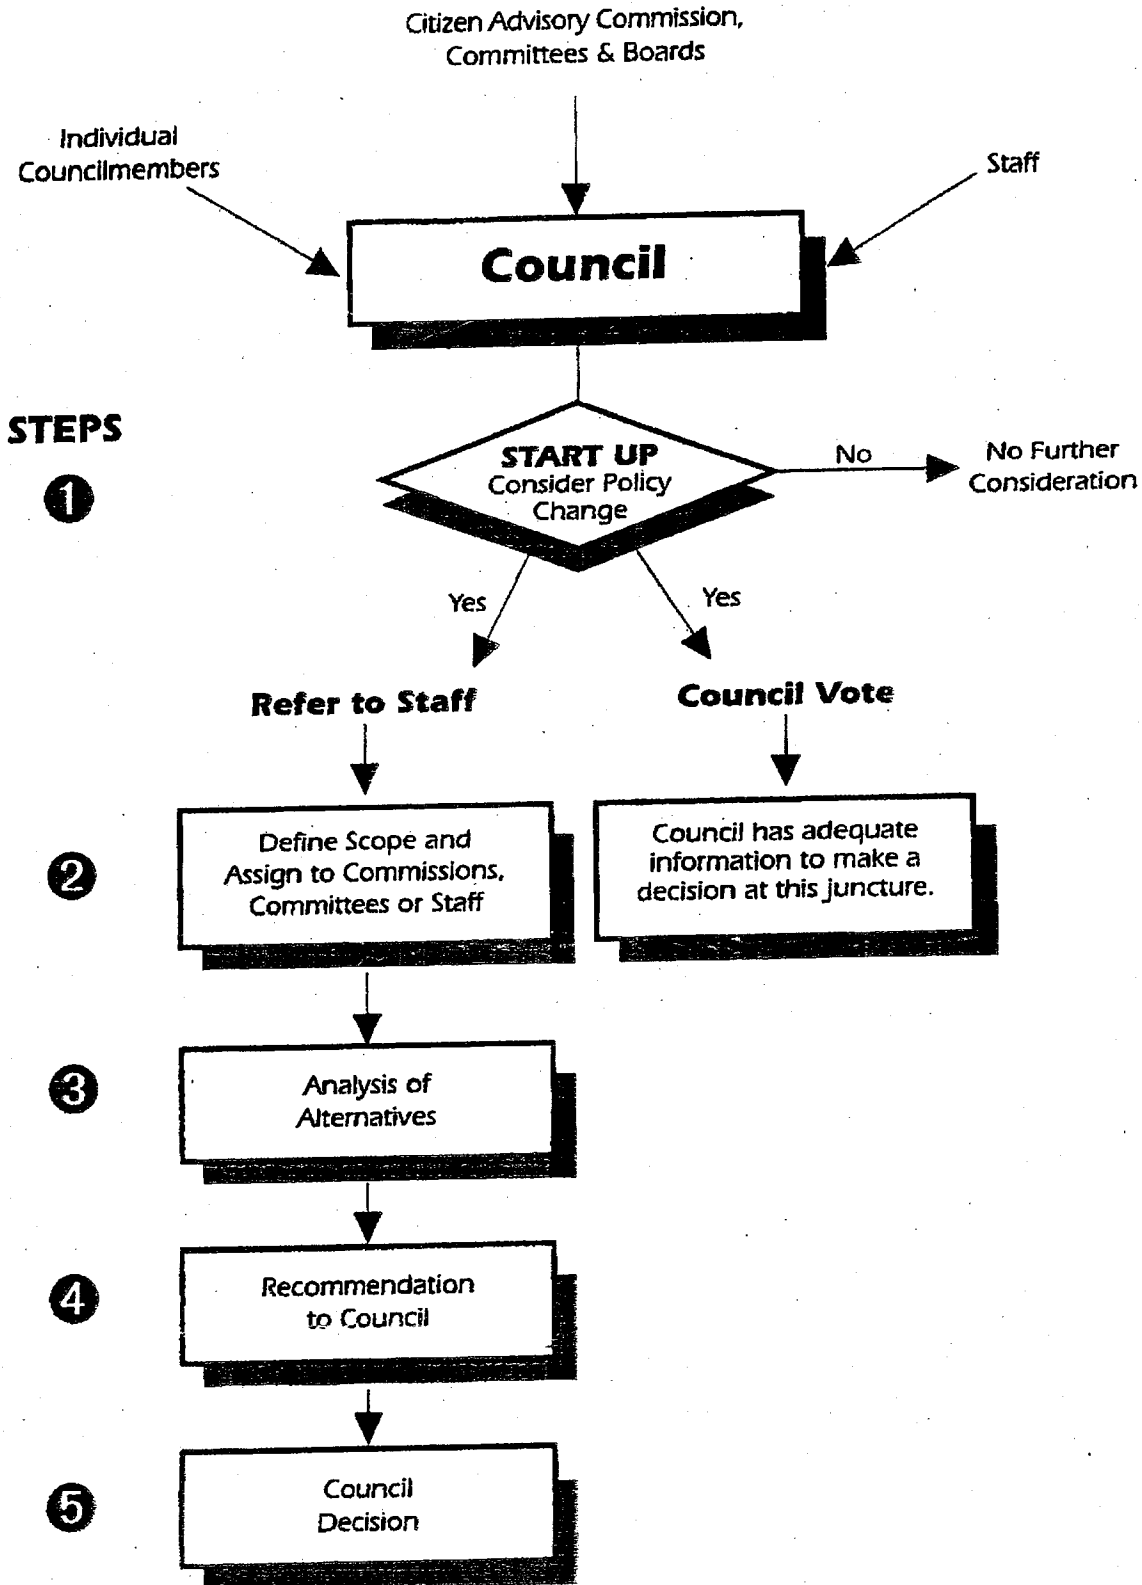 Citizen Advisory Commission,
Committees & Boards
Individual
Councilmembers
Staff
Council
STEPS
1
START UP
Consider Policy
Change
No
No Further
Consideration
Yes
Yes
Refer to Staff
Council Vote
2
Define Scope and
Assign to Commissions,
Committees or Staff
Council has adequate
information to make a
decision at this juncture.
3
Analysis of
Alternatives
4
Recommendation
to Council
5
Council
Decision